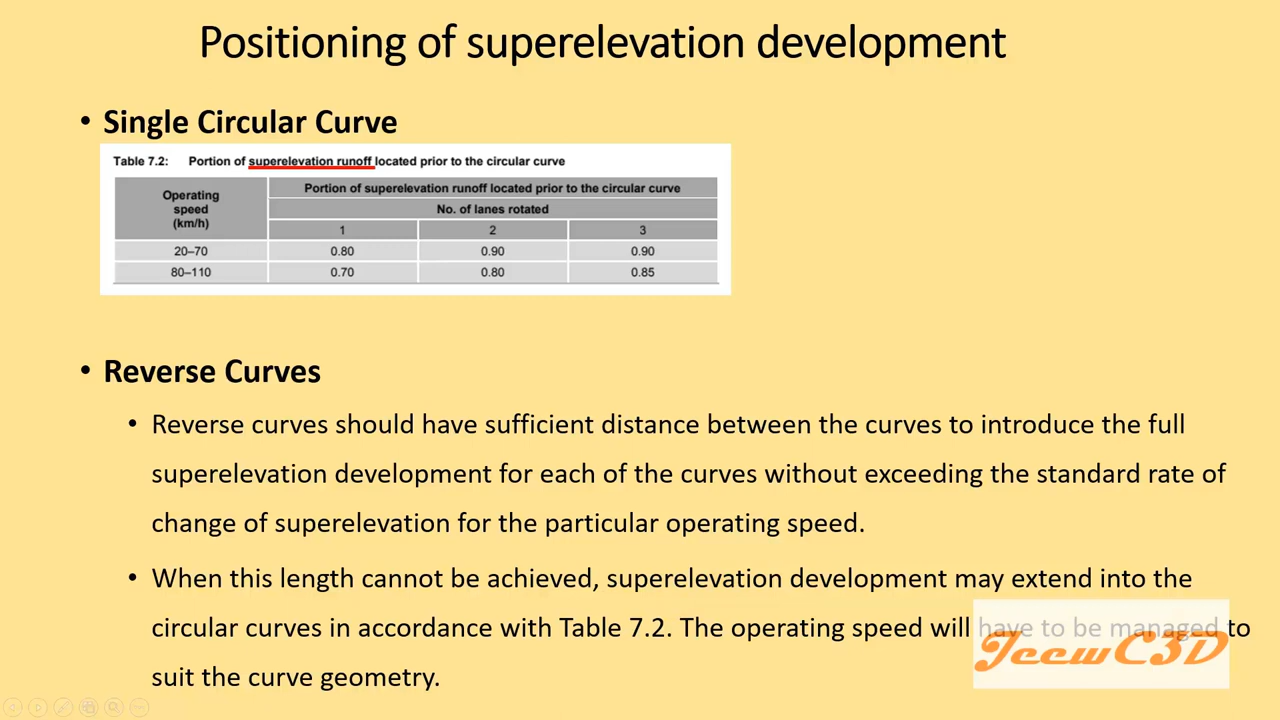 Positioning of superelevation development
• Single Circular Curve
Table 7.2: Portion of superelevation runoff located prior to the circular curve
Operating speed (km/h) Portion of superelevation runoff located prior to the circular curve
No. of lanes rotated
1 2 3
20–70 0.80 0.90 0.90
80–110 0.70 0.80 0.85
• Reverse Curves
• Reverse curves should have sufficient distance between the curves to introduce the full
superelevation development for each of the curves without exceeding the standard rate of
change of superelevation for the particular operating speed.
• When this length cannot be achieved, superelevation development may extend into the
circular curves in accordance with Table 7.2. The operating speed will have to be managed to
suit the curve geometry.
JeewC3D